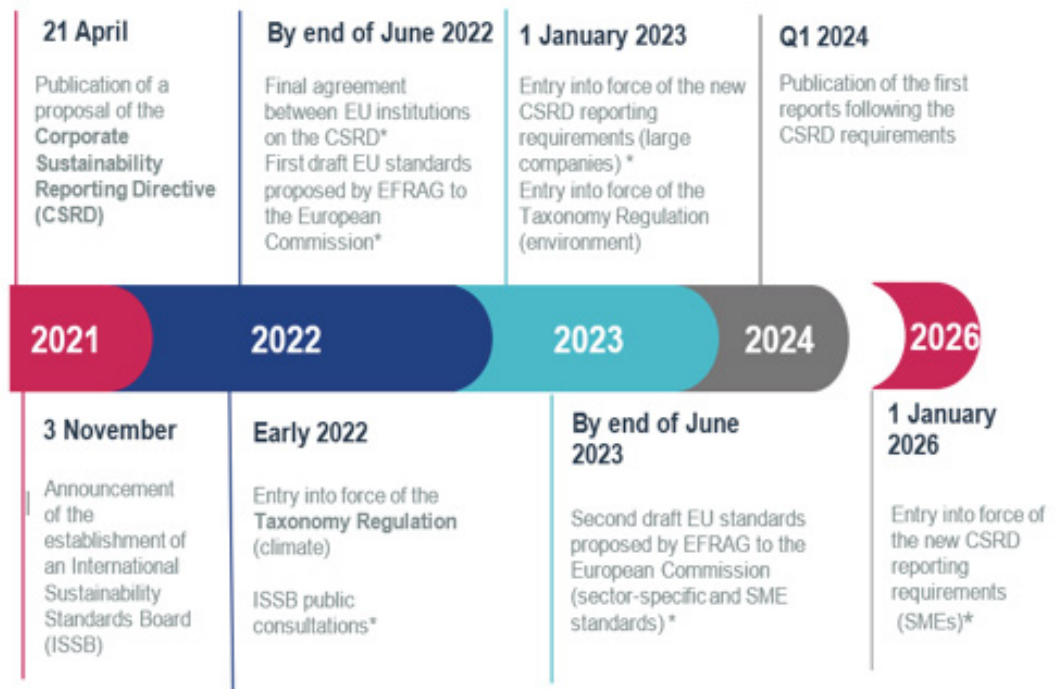 21 April
Publication of a
proposal of the
Corporate
Sustainability
Reporting Directive
(CSRD)
By end of June 2022
Final agreement
between EU institutions
on the CSRD*
First draft EU standards
proposed by EFRAG to
the European
Commission*
1 January 2023
Entry into force of the new
CSRD reporting
requirements (large
companies) *
Entry into force of the
Taxonomy Regulation
(environment)
Q1 2024
Publication of the first
reports following the
CSRD requirements
2021
2022
2023
2024
2026
3 November
Announcement
of the
establishment of
an International
Sustainability
Standards Board
(ISSB)
Early 2022
Entry into force of the
Taxonomy Regulation
(climate)
ISSB public
consultations*
By end of June
2023
Second draft EU standards
proposed by EFRAG to the
European Commission
(sector-specific and SME
standards) *
1 January
2026
Entry into force of
the new CSRD
reporting
requirements
(SMEs)*